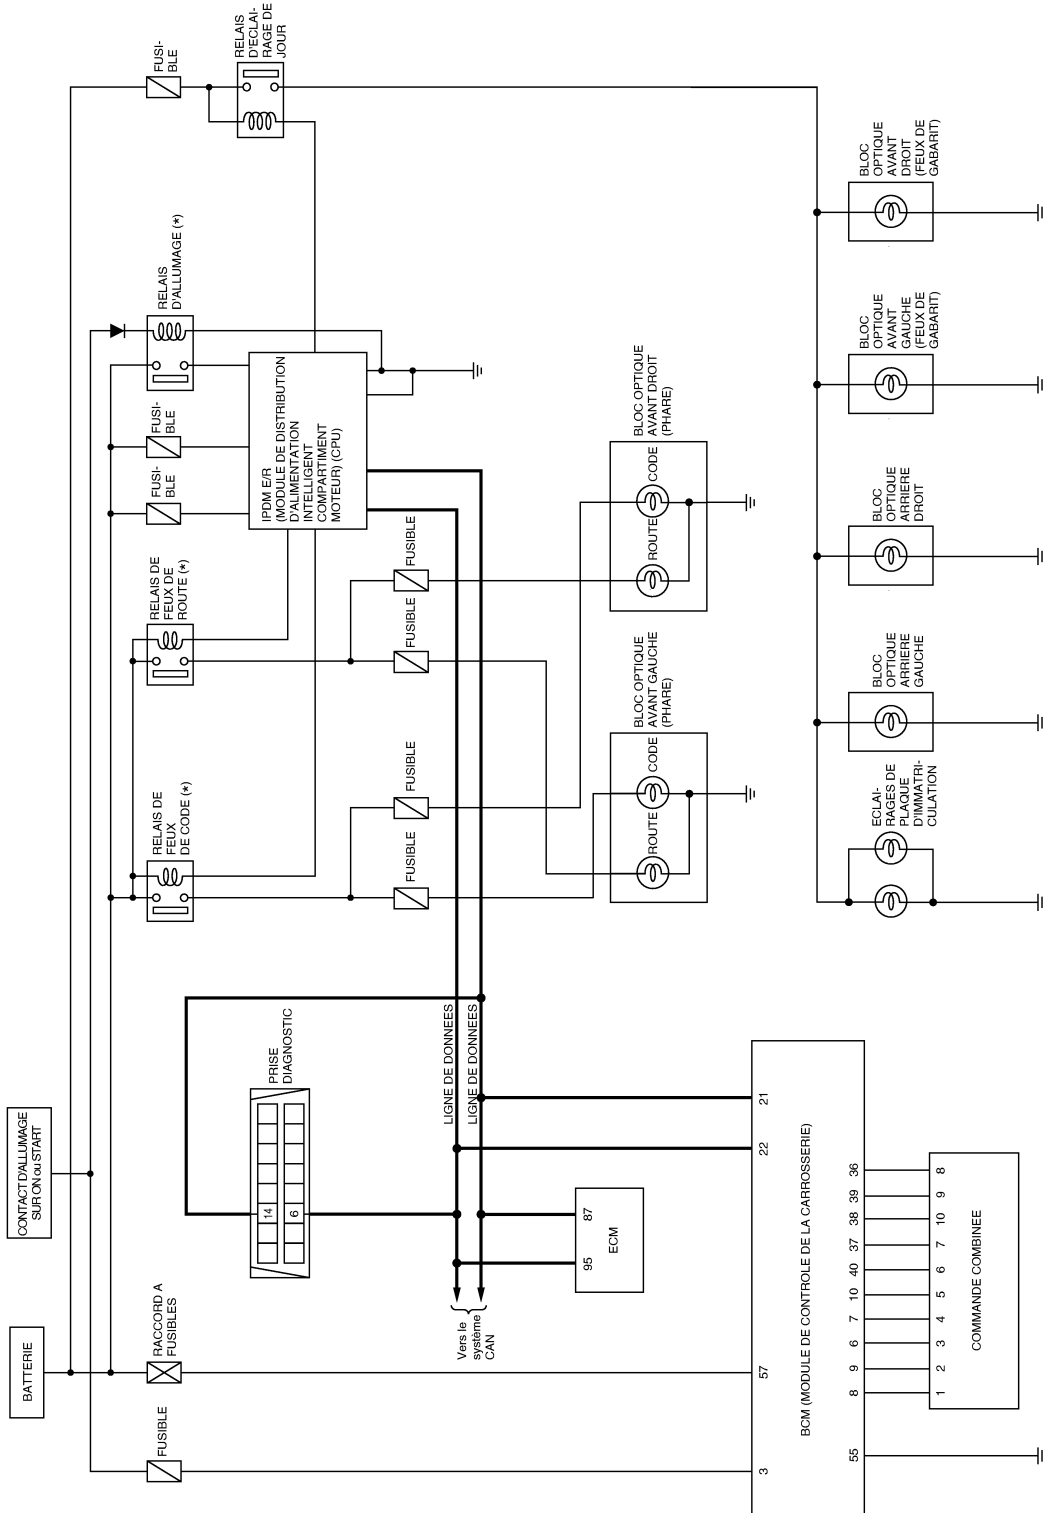 BATTERIE
CONTACT D'ALLUMAGE
SUR ON ou START
FUSIBLE
RACCORD A
FUSIBLES
RELAIS DE
FEUX
DE CODE (*)
RELAIS DE
FEUX DE
ROUTE (*)
FUSI-
BLE
FUSI-
BLE
RELAIS
D'ALLUMAGE (*)
FUSI-
BLE
RELAIS
D'ECLAI-
RAGE DE
JOUR
IPDM E/R
(MODULE DE DISTRIBUTION
D'ALIMENTATION
INTELLIGENT
COMPARTIMENT
MOTEUR) (CPU)
PRISE
DIAGNOSTIC
14
6
FUSIBLE
FUSIBLE
FUSIBLE
FUSIBLE
LIGNE DE DONNEES
LIGNE DE DONNEES
Vers le
système
CAN
95
87
ECM
BLOC OPTIQUE
AVANT GAUCHE
(PHARE)
ROUTE
CODE
BLOC OPTIQUE
AVANT DROIT
(PHARE)
ROUTE
CODE
3
57
22
21
BCM (MODULE DE CONTROLE DE LA CARROSSERIE)
55
8
9
6
7
10
40
37
38
39
36
1
2
3
4
5
6
7
10
9
8
COMMANDE COMBINEE
ECLAI-
RAGES DE
PLAQUE
D'IMMATRI-
CULATION
BLOC
OPTIQUE
ARRIERE
GAUCHE
BLOC
OPTIQUE
ARRIERE
DROIT
BLOC
OPTIQUE
AVANT
GAUCHE
(FEUX DE
GABARIT)
BLOC
OPTIQUE
AVANT
DROIT
(FEUX DE
GABARIT)